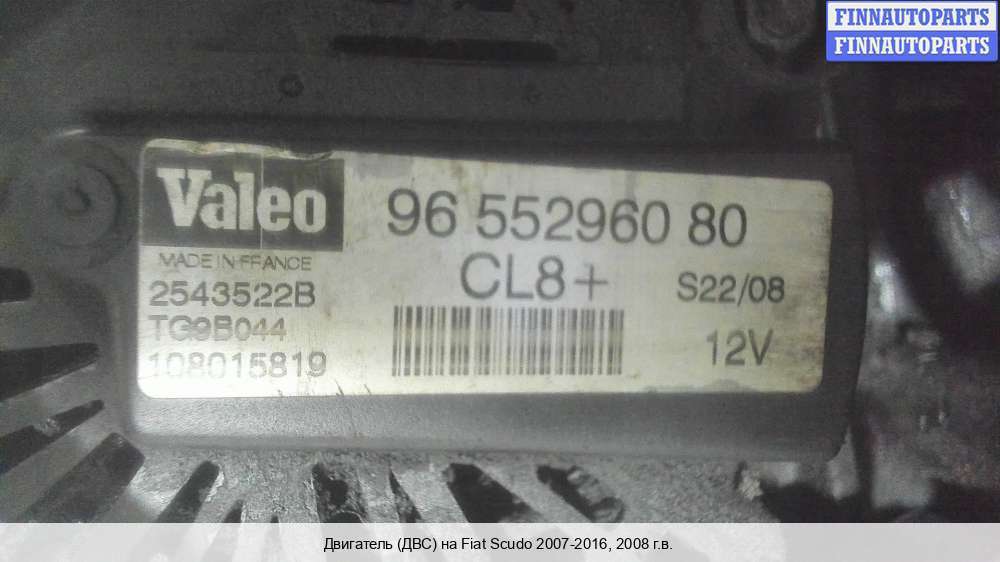 FINNAUTOPARTS
FINNAUTOPARTS
Valeo
96 552960 80
MADE IN FRANCE
CL8+
2543522B
S22/08
TG9B044
12V
108015819
Двигатель (ДВС) на Fiat Scudo 2007-2016, 2008 г.в.